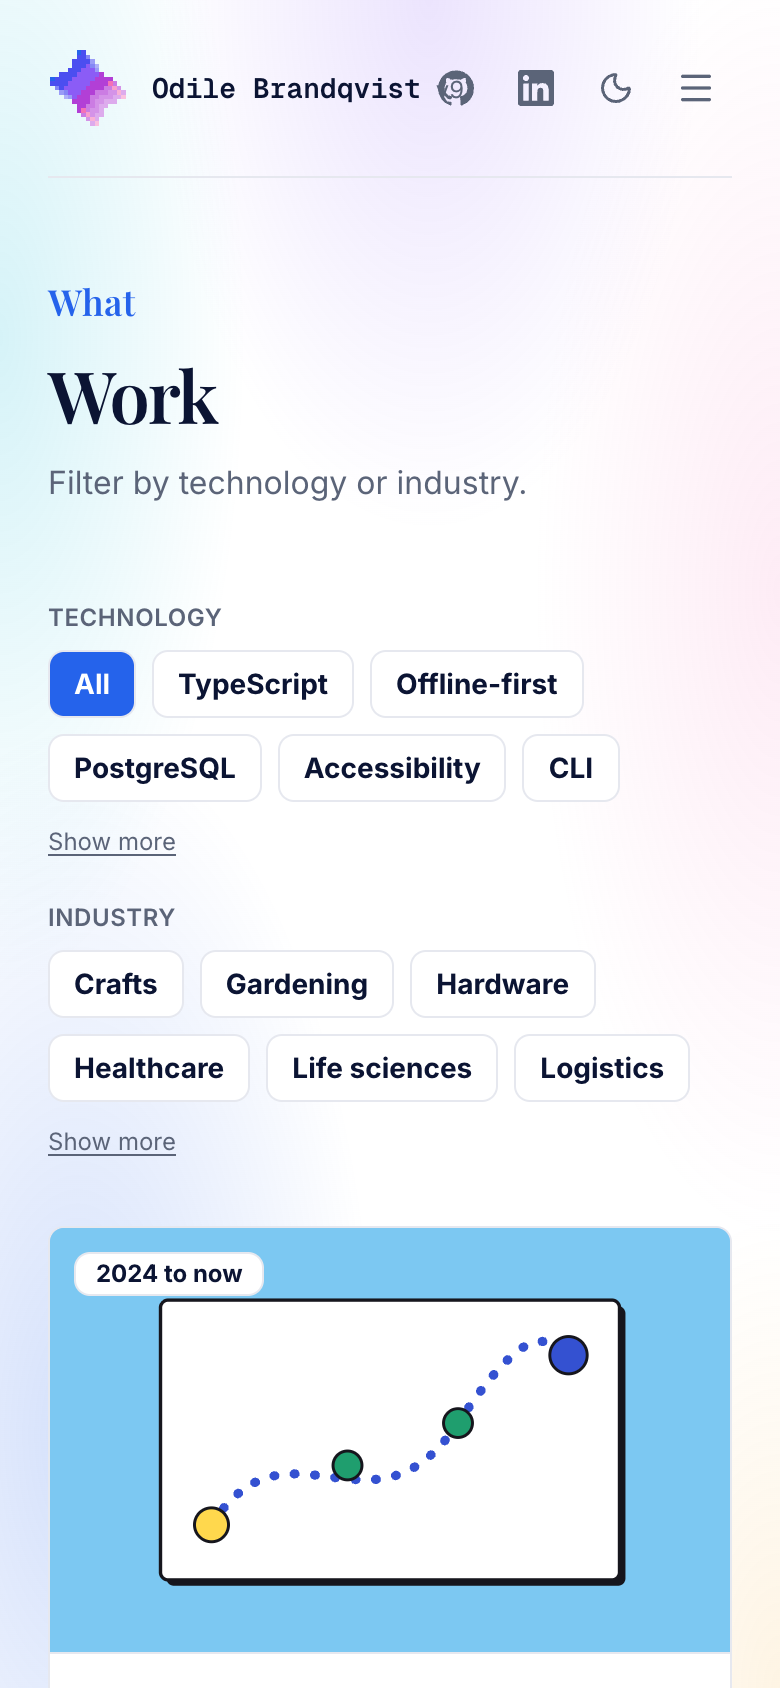 Odile Brandqvist
What
Work
Filter by technology or industry.
TECHNOLOGY
All TypeScript Offline-first
PostgreSQL Accessibility CLI
Show more
INDUSTRY
Crafts Gardening Hardware
Healthcare Life sciences Logistics
Show more
2024 to now